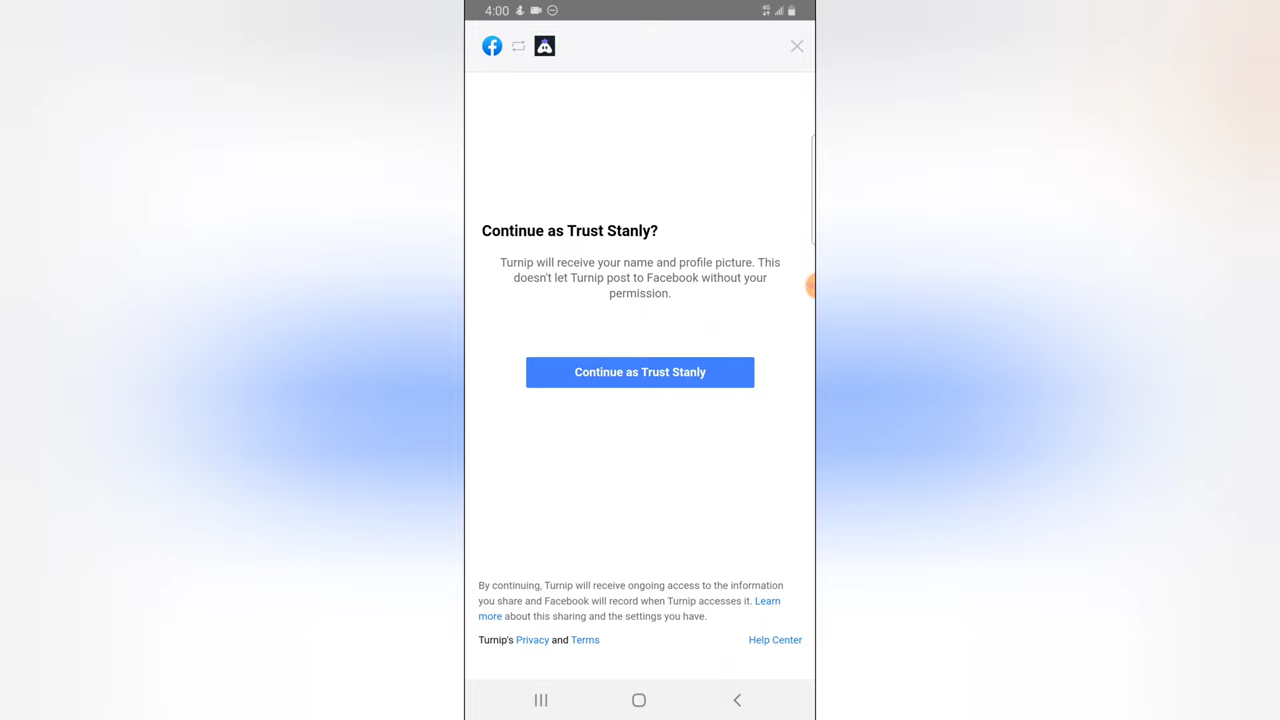 4:00
4G
Continue as Trust Stanly?
Turnip will receive your name and profile picture. This
doesn't let Turnip post to Facebook without your
permission.
Continue as Trust Stanly
By continuing, Turnip will receive ongoing access to the information
you share and Facebook will record when Turnip accesses it. Learn
more about this sharing and the settings you have.
Turnip's Privacy and Terms
Help Center